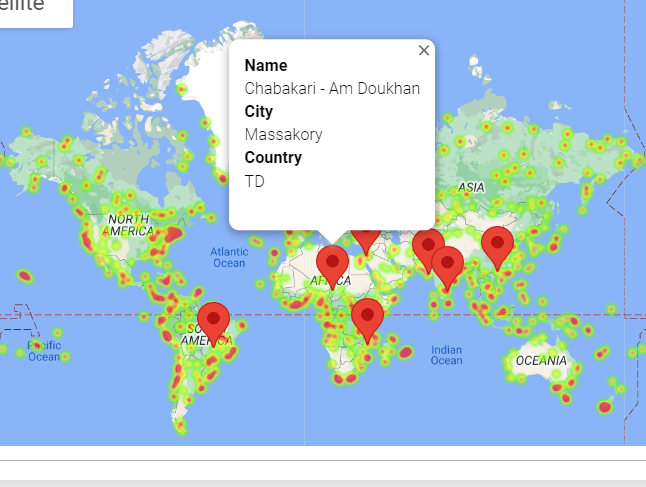 Name
Chabakari - Am Doukhan
City
Massakory
Country
TD
ASIA
NORTH
AMERICA
Atlantic
Ocean
AFRICA
SOUTH
AMERICA
Pacific
Ocean
Indian
Ocean
OCEANIA